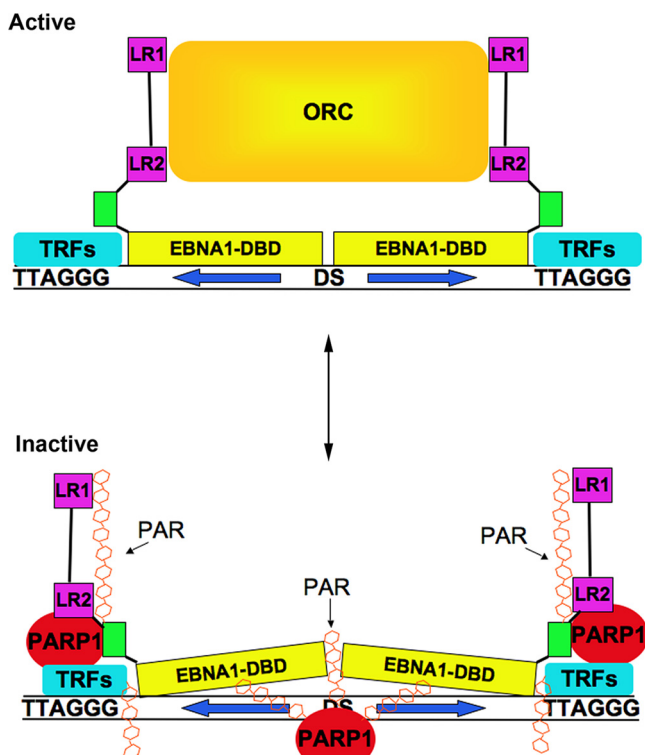 Active
LR1 LR1
ORC
LR2 LR2
TRFs EBNA1-DBD EBNA1-DBD TRFs
TTAGGG DS TTAGGG
Inactive
LR1 LR1
PAR PAR
PAR
LR2 LR2
PARP1 PARP1
EBNA1-DBD EBNA1-DBD
TRFs TRFs
TTAGGG DS TTAGGG
PARP1